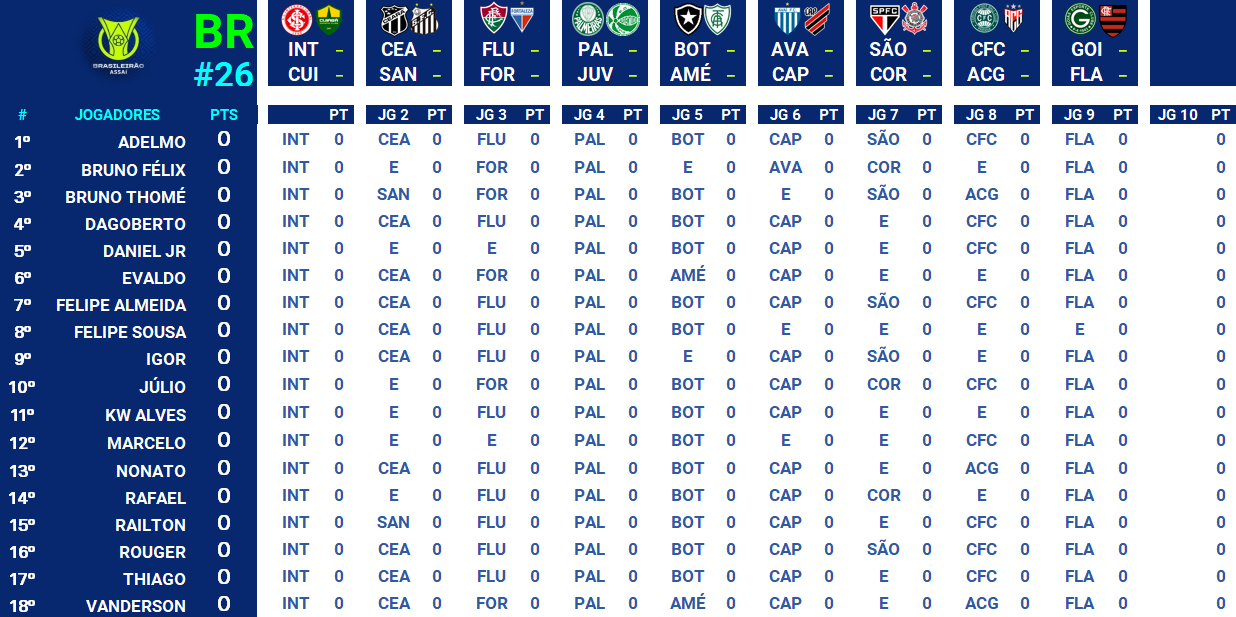 BR INT – CEA – FLU – PAL – BOT – AVA – SÃO – CFC – GOI –
BRASILEIRÃO ASSAÍ #26 CUI – SAN – FOR – JUV – AMÉ – CAP – COR – ACG – FLA –
# JOGADORES PTS PT JG 2 PT JG 3 PT JG 4 PT JG 5 PT JG 6 PT JG 7 PT JG 8 PT JG 9 PT JG 10 PT
1º ADELMO 0 INT 0 CEA 0 FLU 0 PAL 0 BOT 0 CAP 0 SÃO 0 CFC 0 FLA 0 0
2º BRUNO FÉLIX 0 INT 0 E 0 FOR 0 PAL 0 E 0 AVA 0 COR 0 E 0 FLA 0 0
3º BRUNO THOMÉ 0 INT 0 SAN 0 FOR 0 PAL 0 BOT 0 E 0 SÃO 0 ACG 0 FLA 0 0
4º DAGOBERTO 0 INT 0 CEA 0 FLU 0 PAL 0 BOT 0 CAP 0 E 0 CFC 0 FLA 0 0
5º DANIEL JR 0 INT 0 E 0 E 0 PAL 0 BOT 0 CAP 0 E 0 CFC 0 FLA 0 0
6º EVALDO 0 INT 0 CEA 0 FOR 0 PAL 0 AMÉ 0 CAP 0 E 0 E 0 FLA 0 0
7º FELIPE ALMEIDA 0 INT 0 CEA 0 FLU 0 PAL 0 BOT 0 CAP 0 SÃO 0 CFC 0 FLA 0 0
8º FELIPE SOUSA 0 INT 0 CEA 0 FLU 0 PAL 0 BOT 0 E 0 E 0 E 0 E 0 0
9º IGOR 0 INT 0 CEA 0 FLU 0 PAL 0 E 0 CAP 0 SÃO 0 E 0 FLA 0 0
10º JÚLIO 0 INT 0 E 0 FOR 0 PAL 0 BOT 0 CAP 0 COR 0 CFC 0 FLA 0 0
11º KW ALVES 0 INT 0 E 0 FLU 0 PAL 0 BOT 0 CAP 0 E 0 E 0 FLA 0 0
12º MARCELO 0 INT 0 E 0 E 0 PAL 0 BOT 0 E 0 E 0 CFC 0 FLA 0 0
13º NONATO 0 INT 0 CEA 0 FLU 0 PAL 0 BOT 0 CAP 0 E 0 ACG 0 FLA 0 0
14º RAFAEL 0 INT 0 E 0 FLU 0 PAL 0 BOT 0 CAP 0 COR 0 E 0 FLA 0 0
15º RAILTON 0 INT 0 SAN 0 FLU 0 PAL 0 BOT 0 CAP 0 E 0 CFC 0 FLA 0 0
16º ROUGER 0 INT 0 CEA 0 FLU 0 PAL 0 BOT 0 CAP 0 SÃO 0 CFC 0 FLA 0 0
17º THIAGO 0 INT 0 CEA 0 FLU 0 PAL 0 BOT 0 CAP 0 E 0 CFC 0 FLA 0 0
18º VANDERSON 0 INT 0 CEA 0 FOR 0 PAL 0 AMÉ 0 CAP 0 E 0 ACG 0 FLA 0 0